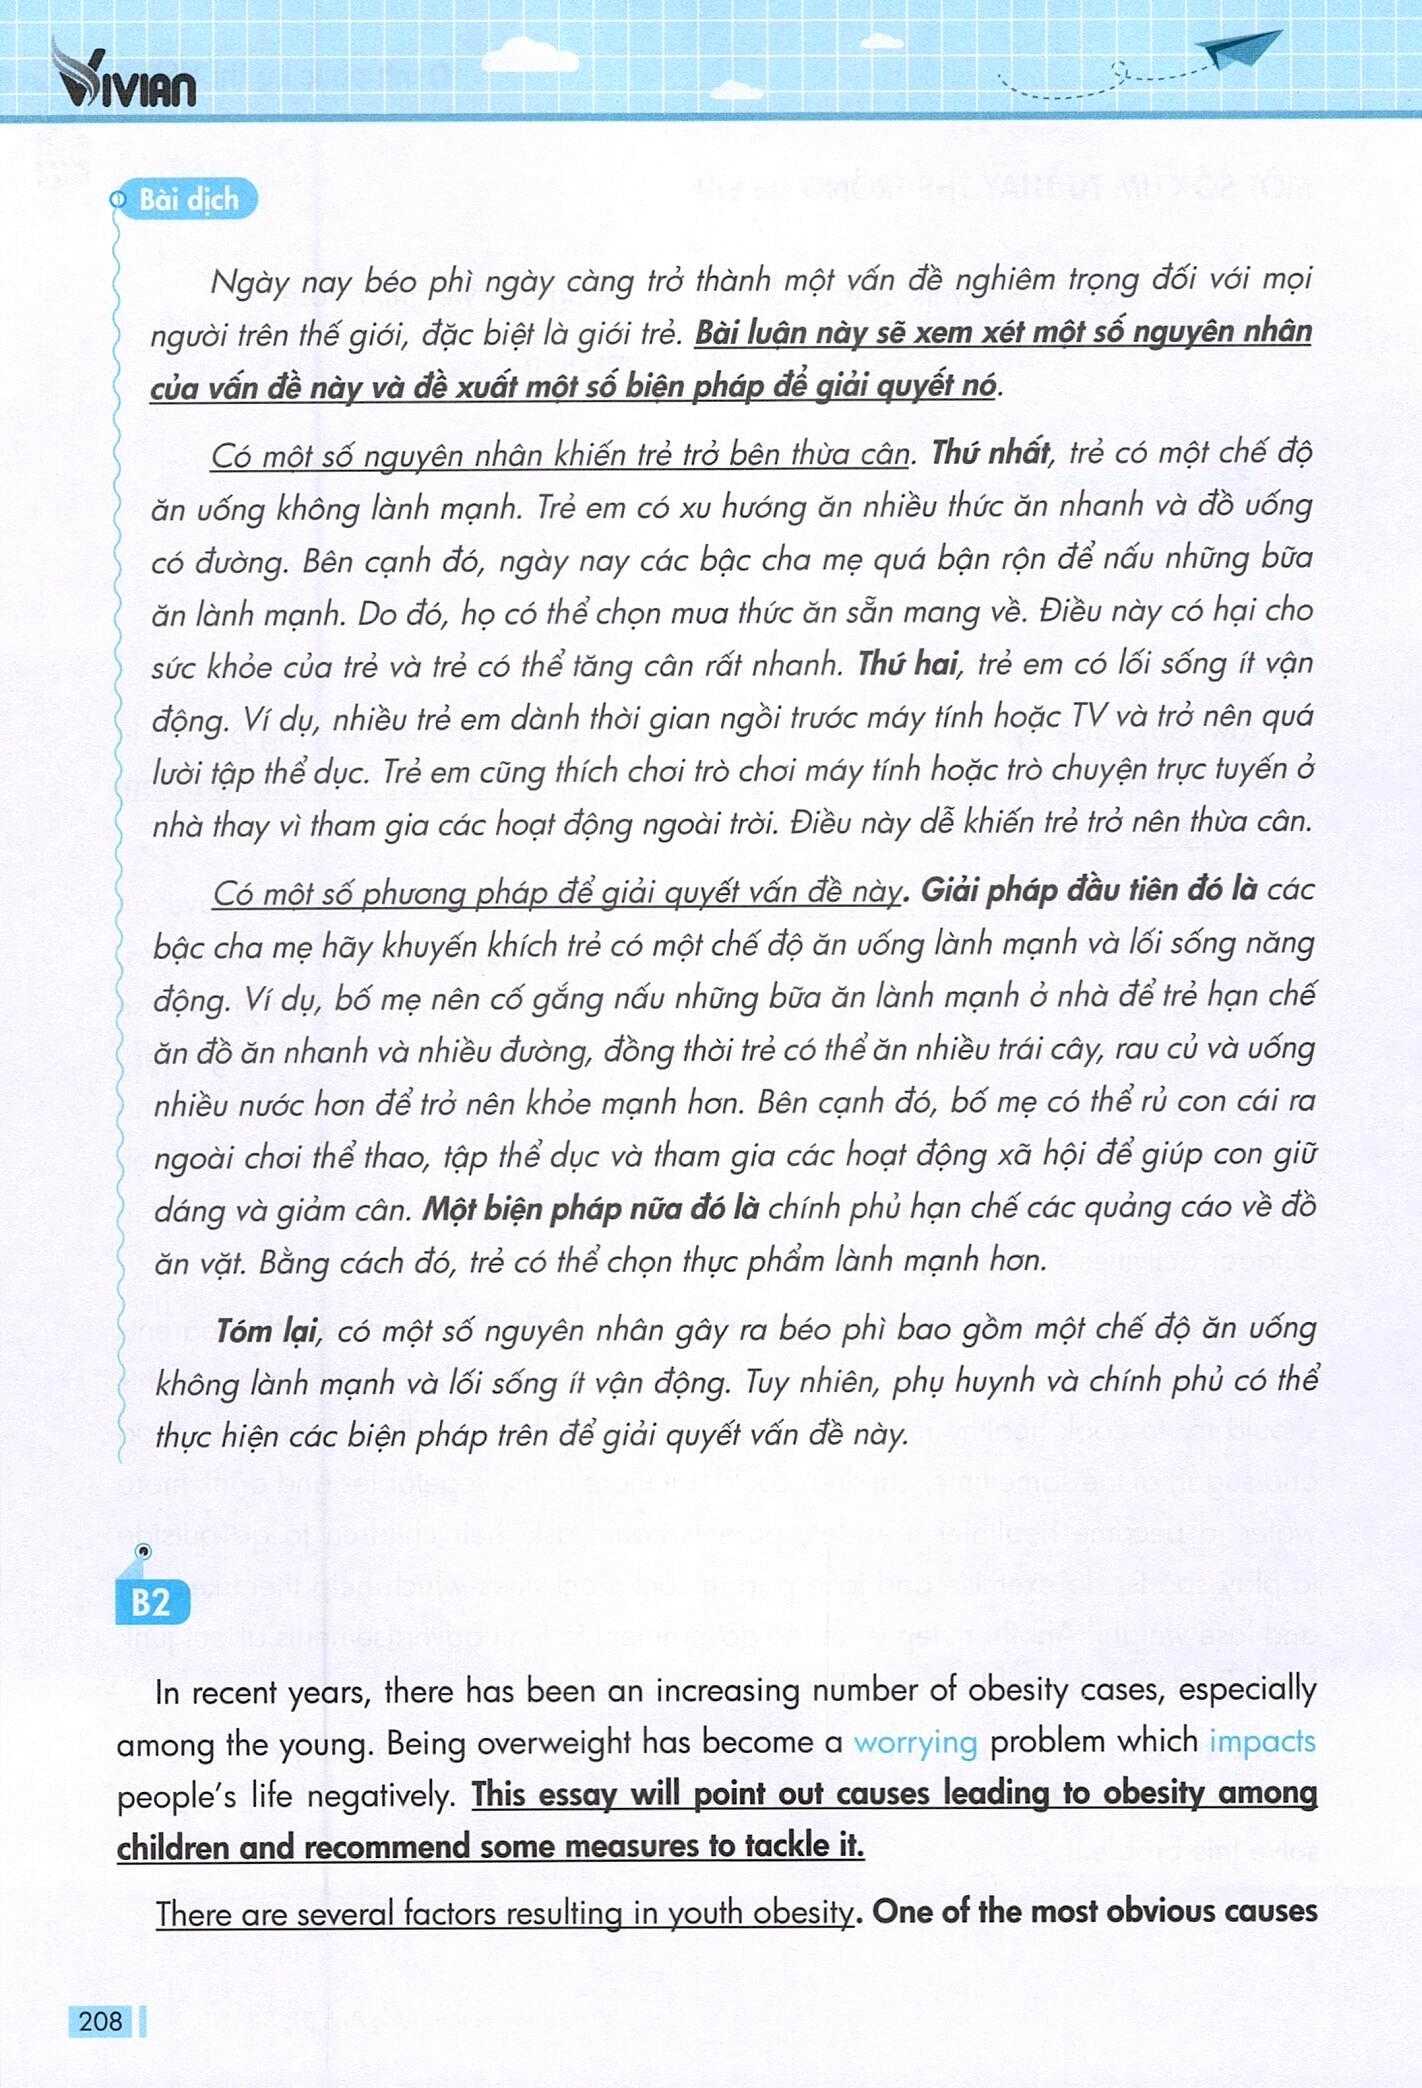 VIVIAN
Bài dịch
Ngày nay béo phì ngày càng trở thành một vấn đề nghiêm trọng đối với mọi
người trên thế giới, đặc biệt là giới trẻ. Bài luận này sẽ xem xét một số nguyên nhân
của vấn đề này và đề xuất một số biện pháp để giải quyết nó.
Có một số nguyên nhân khiến trẻ trở bên thừa cân. Thứ nhất, trẻ có một chế độ
ăn uống không lành mạnh. Trẻ em có xu hướng ăn nhiều thức ăn nhanh và đồ uống
có đường. Bên cạnh đó, ngày nay các bậc cha mẹ quá bận rộn để nấu những bữa
ăn lành mạnh. Do đó, họ có thể chọn mua thức ăn sẵn mang về. Điều này có hại cho
sức khỏe của trẻ và trẻ có thể tăng cân rất nhanh. Thứ hai, trẻ em có lối sống ít vận
động. Ví dụ, nhiều trẻ em dành thời gian ngồi trước máy tính hoặc TV và trở nên quá
lười tập thể dục. Trẻ em cũng thích chơi trò chơi máy tính hoặc trò chuyện trực tuyến ở
nhà thay vì tham gia các hoạt động ngoài trời. Điều này dễ khiến trẻ trở nên thừa cân.
Có một số phương pháp để giải quyết vấn đề này. Giải pháp đầu tiên đó là các
bậc cha mẹ hãy khuyến khích trẻ có một chế độ ăn uống lành mạnh và lối sống năng
động. Ví dụ, bố mẹ nên cố gắng nấu những bữa ăn lành mạnh ở nhà để trẻ hạn chế
ăn đồ ăn nhanh và nhiều đường, đồng thời trẻ có thể ăn nhiều trái cây, rau củ và uống
nhiều nước hơn để trở nên khỏe mạnh hơn. Bên cạnh đó, bố mẹ có thể rủ con cái ra
ngoài chơi thể thao, tập thể dục và tham gia các hoạt động xã hội để giúp con giữ
dáng và giảm cân. Một biện pháp nữa đó là chính phủ hạn chế các quảng cáo về đồ
ăn vặt. Bằng cách đó, trẻ có thể chọn thực phẩm lành mạnh hơn.
Tóm lại, có một số nguyên nhân gây ra béo phì bao gồm một chế độ ăn uống
không lành mạnh và lối sống ít vận động. Tuy nhiên, phụ huynh và chính phủ có thể
thực hiện các biện pháp trên để giải quyết vấn đề này.
B2
In recent years, there has been an increasing number of obesity cases, especially
among the young. Being overweight has become a worrying problem which impacts
people's life negatively. This essay will point out causes leading to obesity among
children and recommend some measures to tackle it.
There are several factors resulting in youth obesity. One of the most obvious causes
208